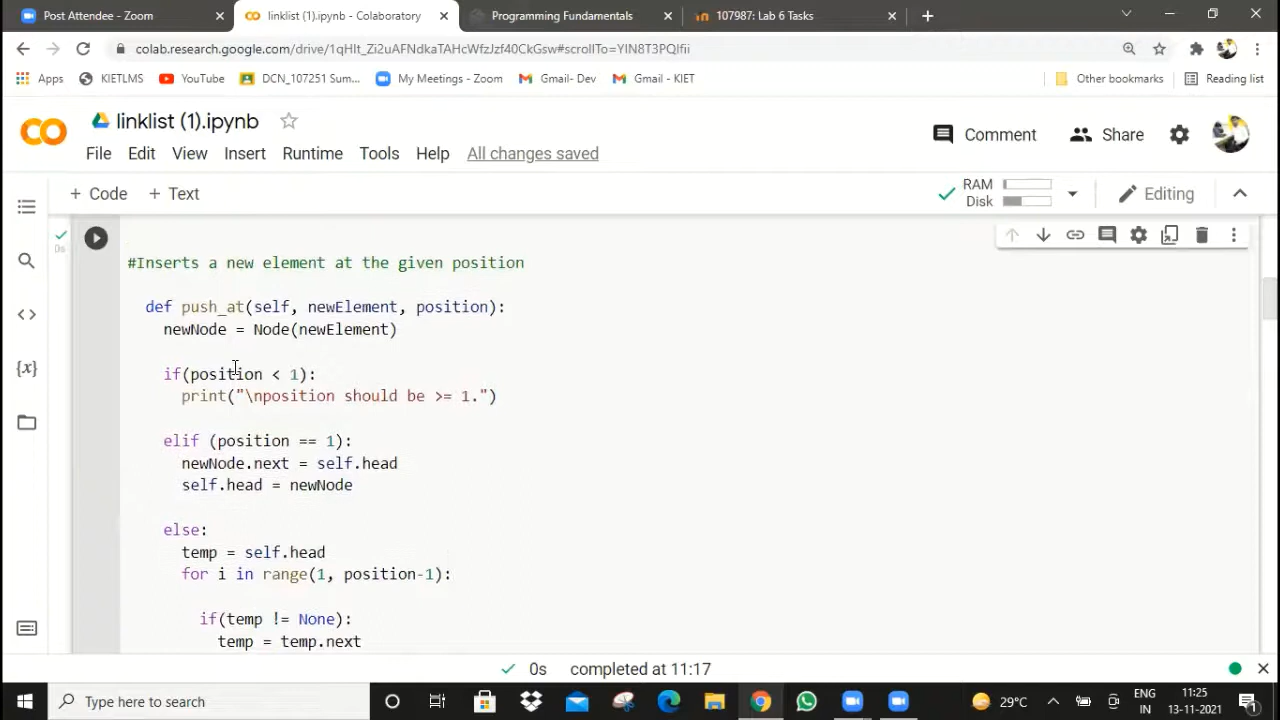 Post Attendee - Zoom
linklist (1).ipynb - Colaboratory
Programming Fundamentals
107987: Lab 6 Tasks
colab.research.google.com/drive/1qHlt_Zi2uAFNdkaTAHcWfzJzf40CkGsw#scrollTo=YIN8T3PQIfii
Apps
KIETLMS
YouTube
DCN_107251 Sum...
My Meetings - Zoom
Gmail- Dev
Gmail - KIET
Other bookmarks
Reading list
linklist (1).ipynb
Comment
Share
File Edit View Insert Runtime Tools Help All changes saved
+ Code + Text
RAM
Disk
Editing
0s
#Inserts a new element at the given position
def push_at(self, newElement, position):
newNode = Node(newElement)
if(position < 1):
print("\nposition should be >= 1.")
elif (position == 1):
newNode.next = self.head
self.head = newNode
else:
temp = self.head
for i in range(1, position-1):
if(temp != None):
temp = temp.next
0s completed at 11:17
Type here to search
29°C
ENG
IN
11:25
13-11-2021
1